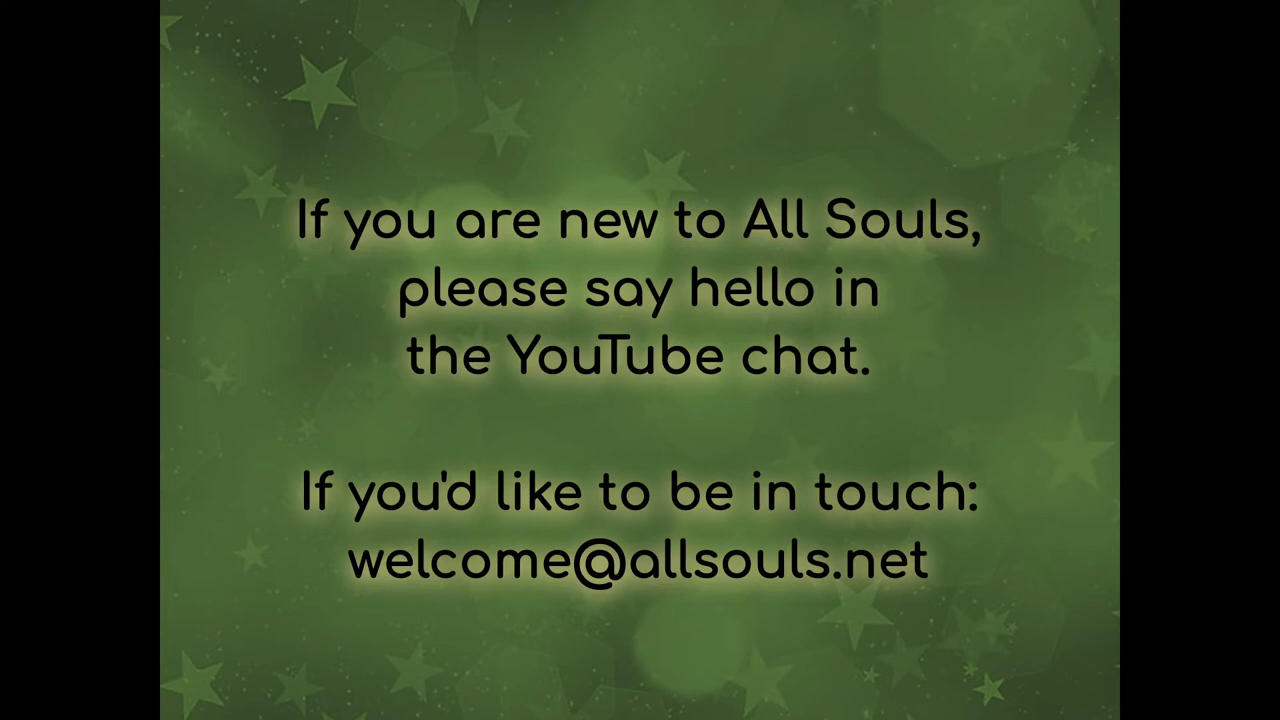 If you are new to All Souls,
please say hello in
the YouTube chat.
If you'd like to be in touch:
welcome@allsouls.net